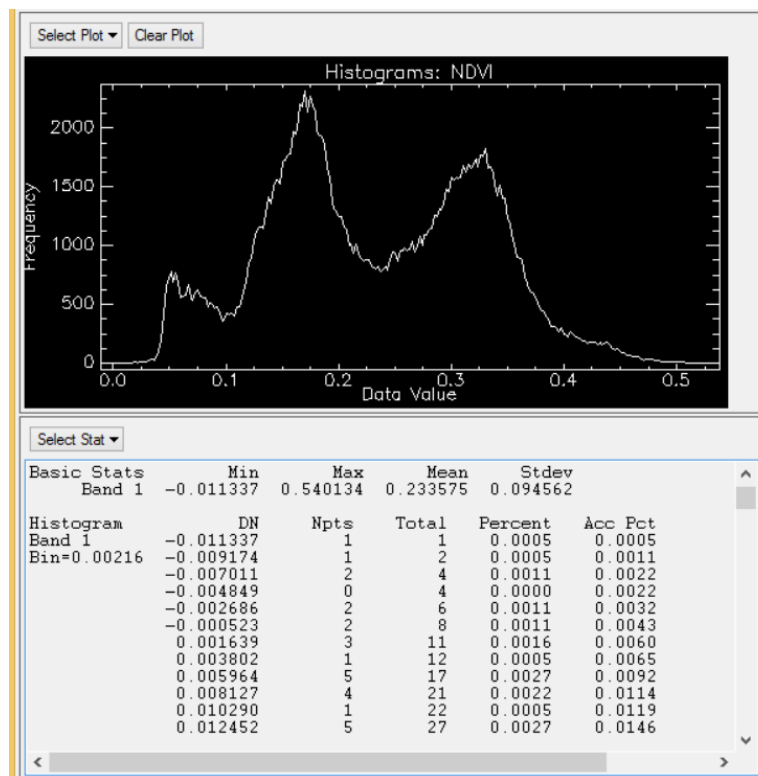 Select Plot Clear Plot
Histograms: NDVI
2000
1500
1000
500
0
Frequency
0.0 0.1 0.2 0.3 0.4 0.5
Data Value
Select Stat
Basic Stats Min Max Mean Stdev
Band 1 -0.011337 0.540134 0.233575 0.094562
Histogram DN Npts Total Percent Acc Pct
Band 1 -0.011337 1 1 0.0005 0.0005
Bin=0.00216 -0.009174 1 2 0.0005 0.0011
-0.007011 2 4 0.0011 0.0022
-0.004849 0 4 0.0000 0.0022
-0.002686 2 6 0.0011 0.0032
-0.000523 2 8 0.0011 0.0043
0.001639 3 11 0.0016 0.0060
0.003802 1 12 0.0005 0.0065
0.005964 5 17 0.0027 0.0092
0.008127 4 21 0.0022 0.0114
0.010290 1 22 0.0005 0.0119
0.012452 5 27 0.0027 0.0146